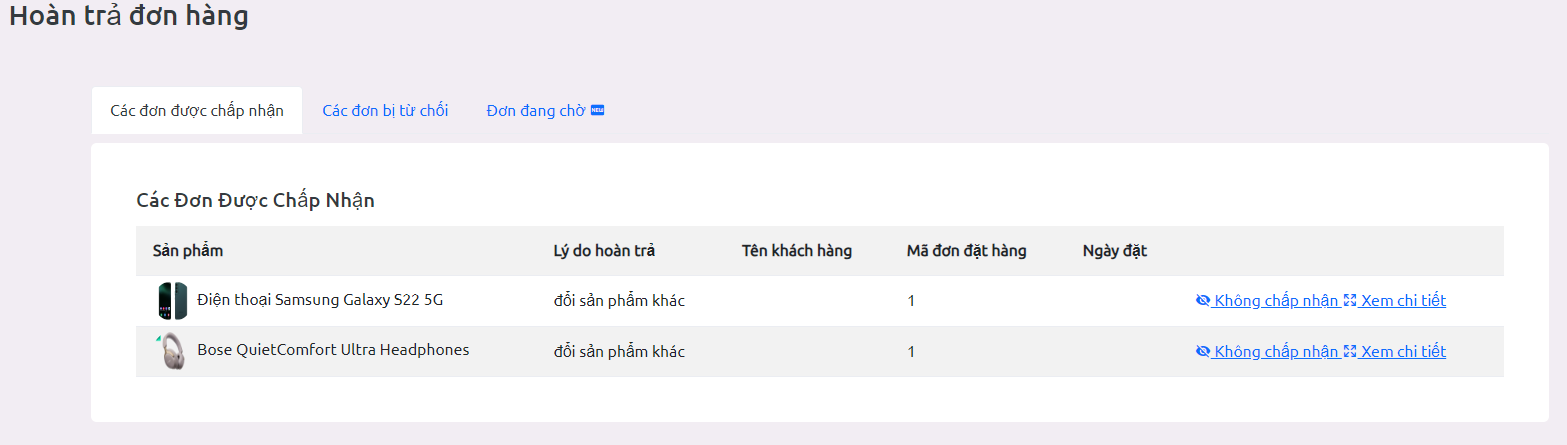 Hoàn trả đơn hàng
Các đơn được chấp nhận Các đơn bị từ chối Đơn đang chờ NEW
Các Đơn Được Chấp Nhận
Sản phẩm Lý do hoàn trả Tên khách hàng Mã đơn đặt hàng Ngày đặt
Điện thoại Samsung Galaxy S22 5G đổi sản phẩm khác 1 Không chấp nhận Xem chi tiết
Bose QuietComfort Ultra Headphones đổi sản phẩm khác 1 Không chấp nhận Xem chi tiết